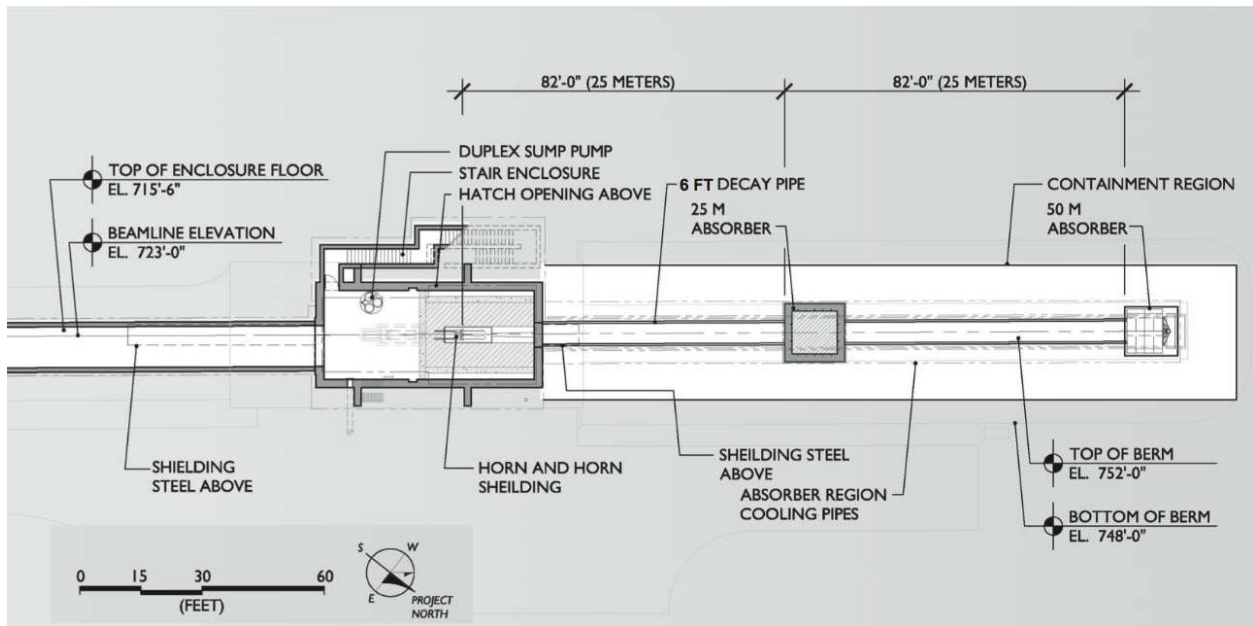 82'-0" (25 METERS)
82'-0" (25 METERS)
DUPLEX SUMP PUMP
STAIR ENCLOSURE
HATCH OPENING ABOVE
TOP OF ENCLOSURE FLOOR
EL. 715'-6"
BEAMLINE ELEVATION
EL. 723'-0"
6 FT DECAY PIPE
25 M
ABSORBER
CONTAINMENT REGION
50 M
ABSORBER
SHIELDING
STEEL ABOVE
HORN AND HORN
SHEILDING
SHEILDING STEEL
ABOVE
ABSORBER REGION
COOLING PIPES
TOP OF BERM
EL. 752'-0"
BOTTOM OF BERM
EL. 748'-0"
0 15 30 60
(FEET)
S W
E
PROJECT
NORTH